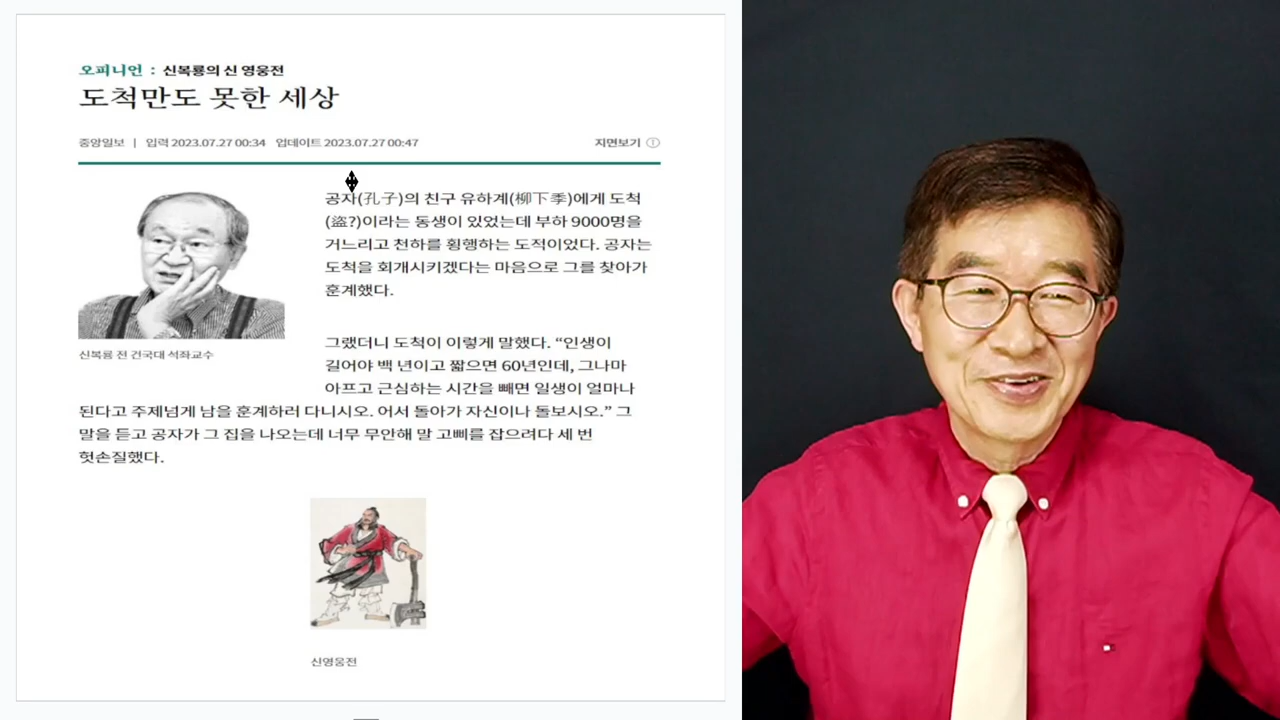 오피니언 : 신복룡의 신 영웅전
도척만도 못한 세상
중앙일보 | 입력 2023.07.27 00:34 업데이트 2023.07.27 00:47 지면보기
공자(孔子)의 친구 유하계(柳下季)에게 도척
(盜?)이라는 동생이 있었는데 부하 9000명을
거느리고 천하를 횡행하는 도적이었다. 공자는
도척을 회개시키겠다는 마음으로 그를 찾아가
훈계했다.
그랬더니 도척이 이렇게 말했다. “인생이
길어야 백 년이고 짧으면 60년인데, 그나마
아프고 근심하는 시간을 빼면 일생이 얼마나
된다고 주제넘게 남을 훈계하러 다니시오. 어서 돌아가 자신이나 돌보시오.” 그
말을 듣고 공자가 그 집을 나오는데 너무 무안해 말 고삐를 잡으려다 세 번
헛손질했다.
신복룡 전 건국대 석좌교수
신영웅전